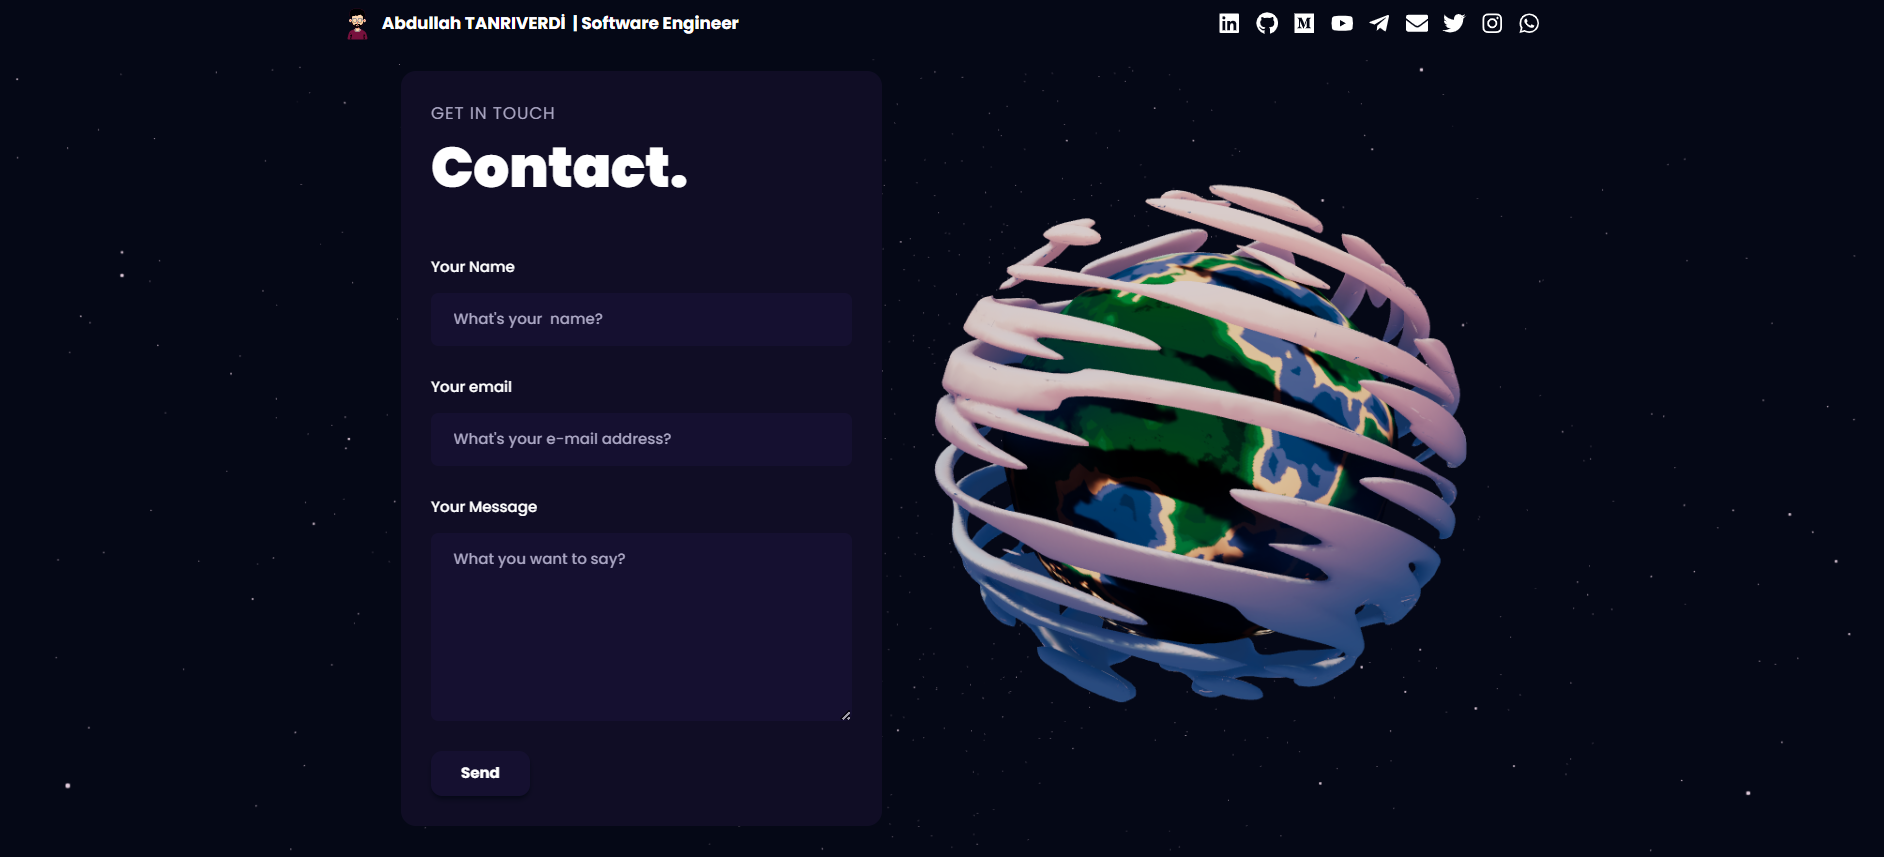 Abdullah TANRIVERDİ | Software Engineer
GET IN TOUCH
Contact.
Your Name
What's your  name?
Your email
What's your e-mail address?
Your Message
What you want to say?
Send